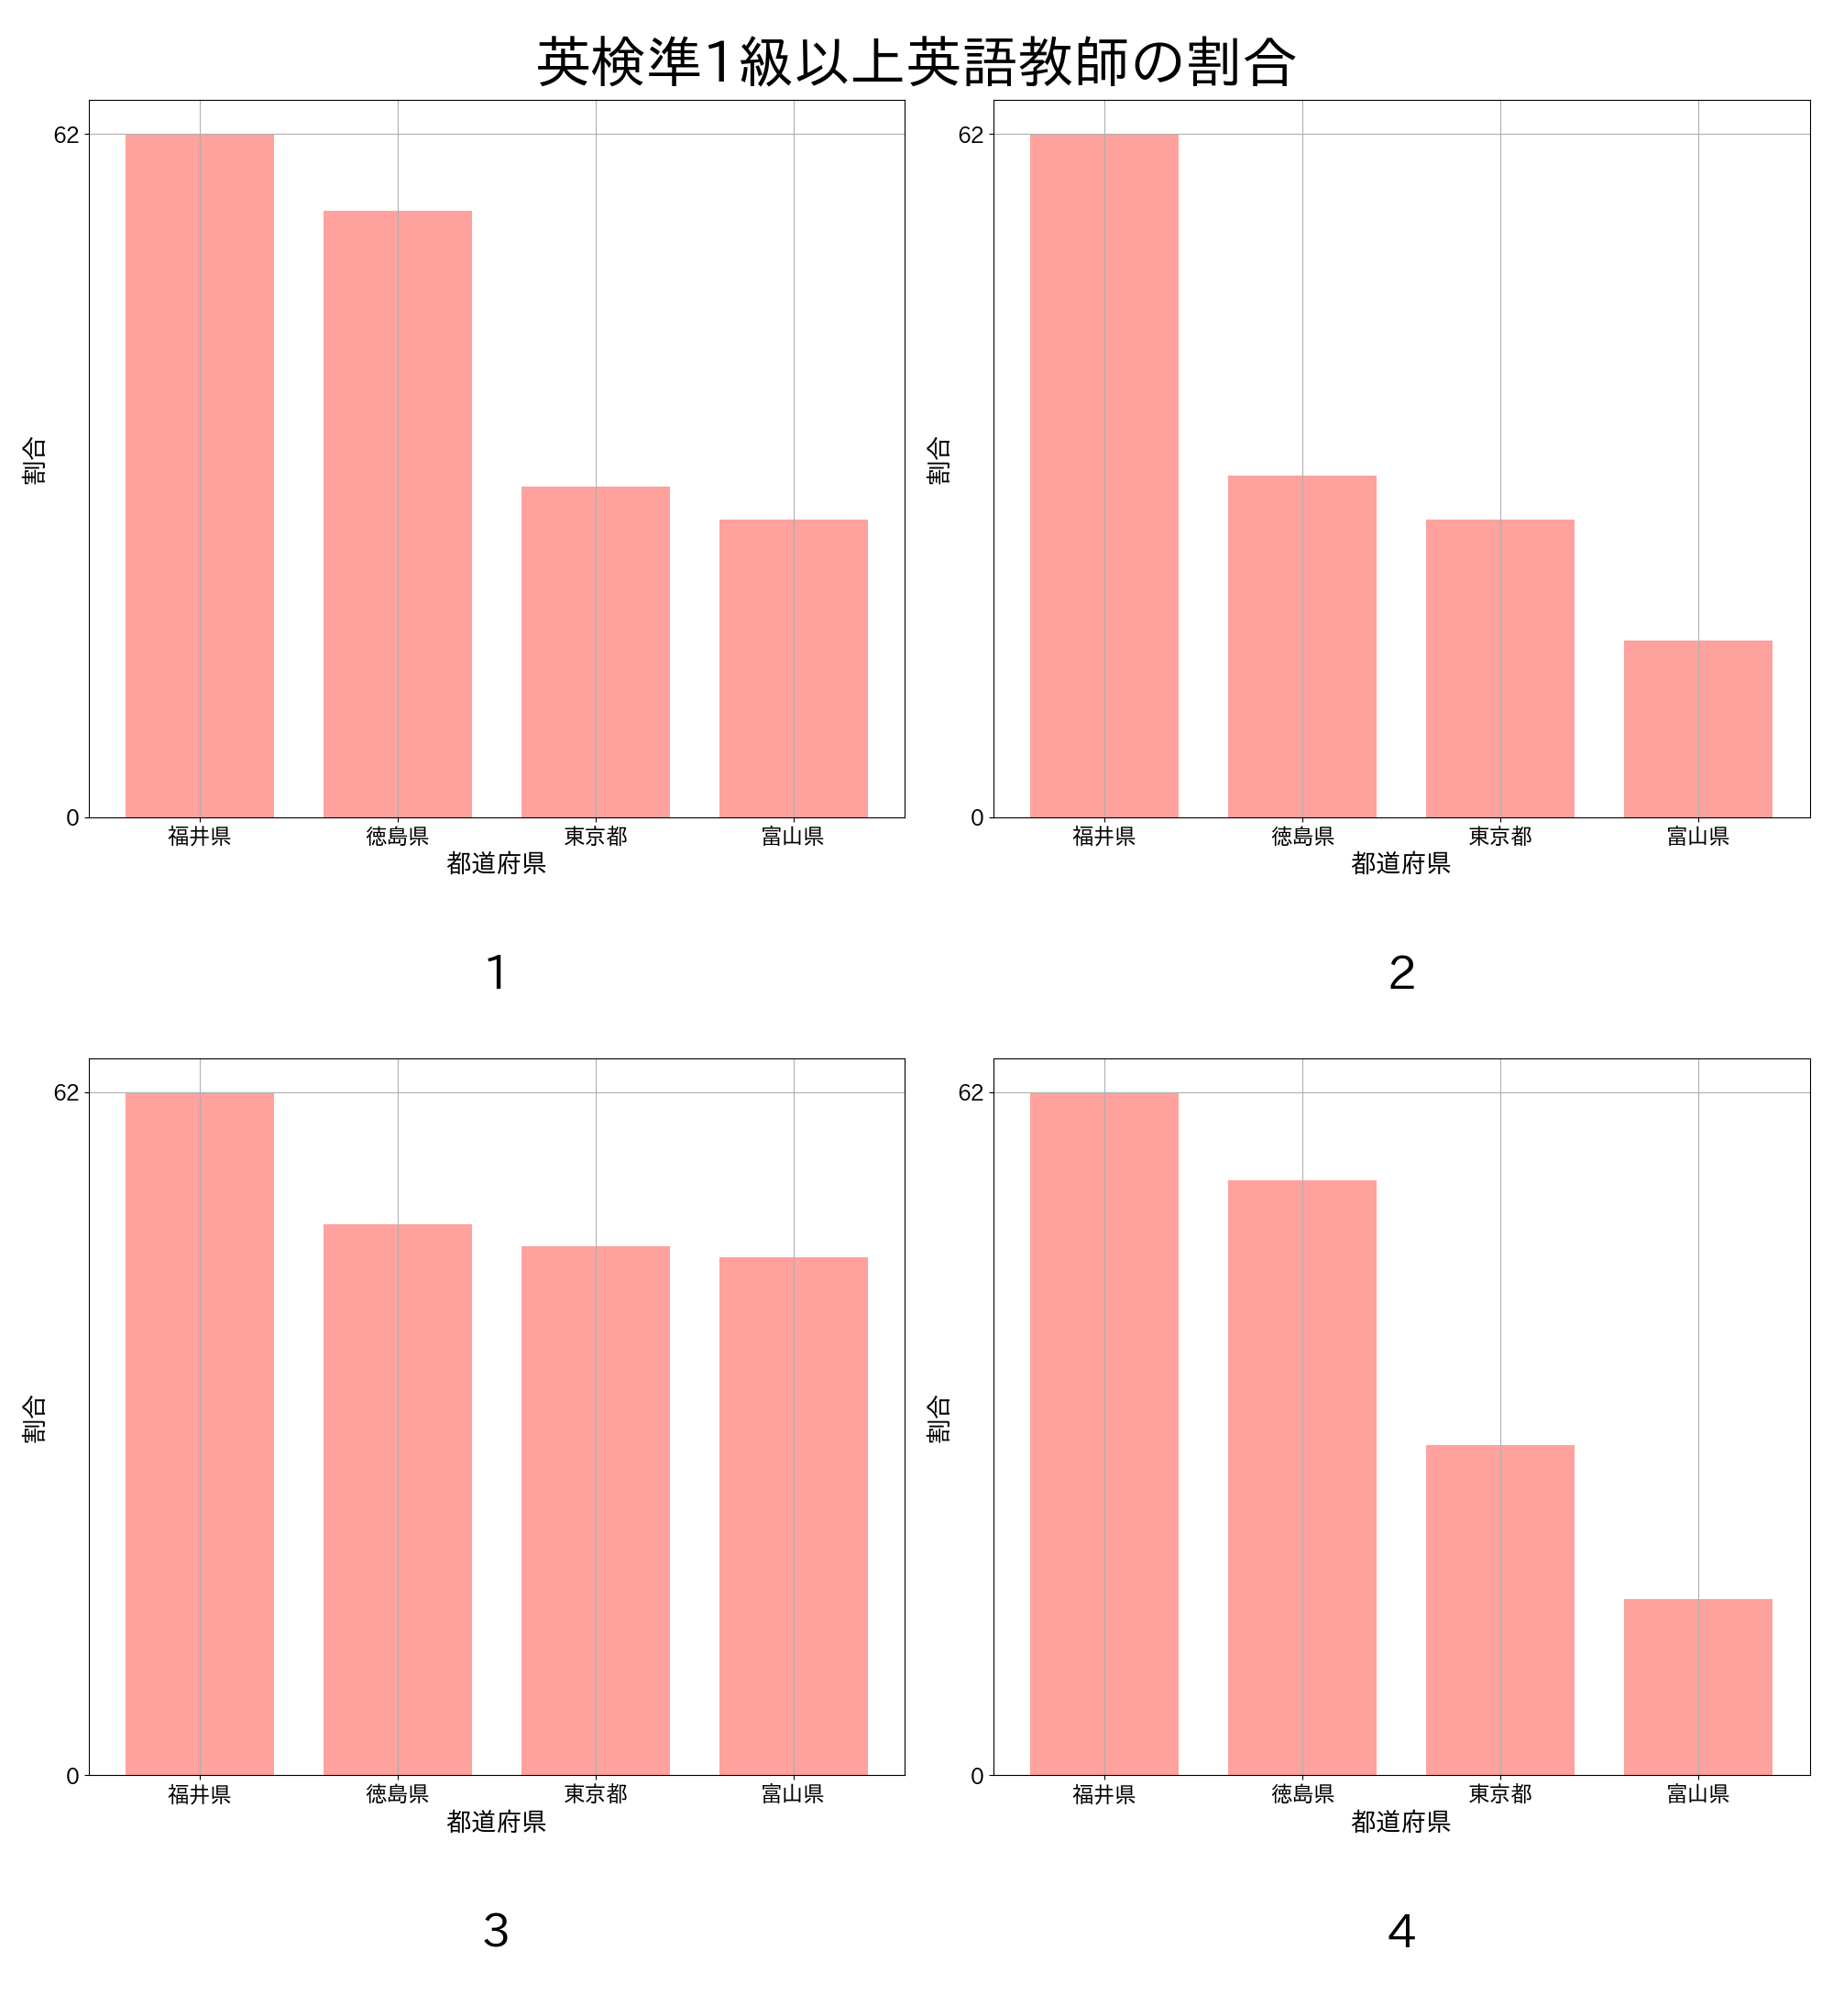 英検準1級以上英語教師の割合
62
0
割合
福井県 徳島県 東京都 富山県
都道府県
1
62
0
割合
福井県 徳島県 東京都 富山県
都道府県
2
62
0
割合
福井県 徳島県 東京都 富山県
都道府県
3
62
0
割合
福井県 徳島県 東京都 富山県
都道府県
4